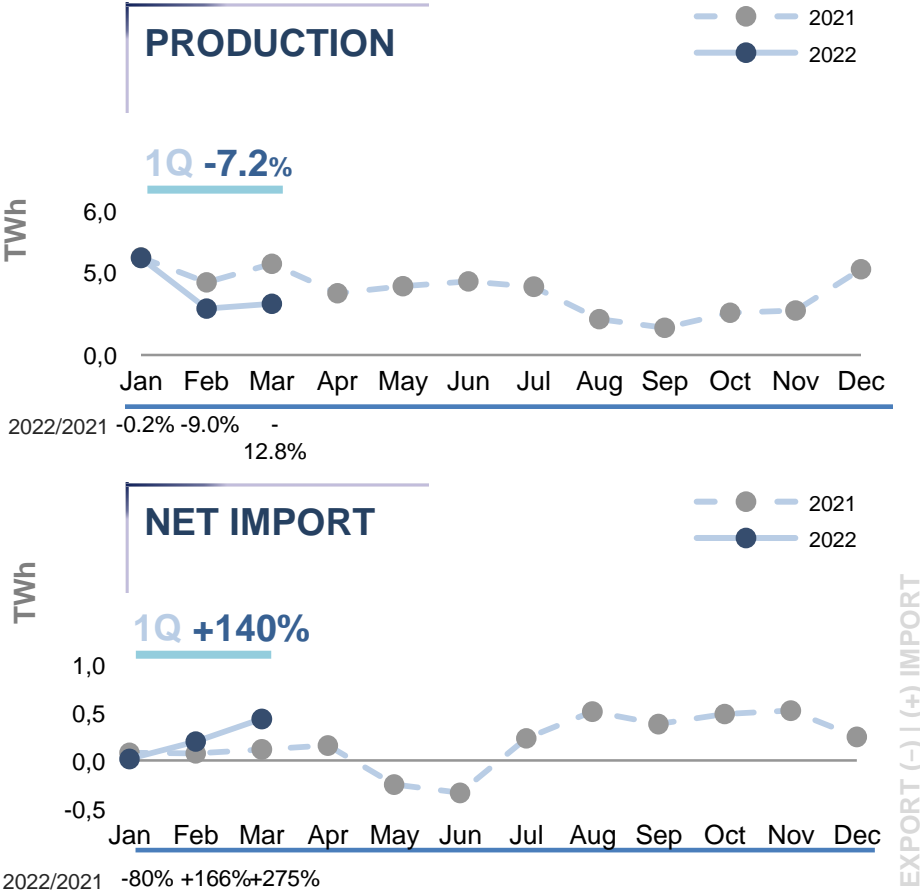 PRODUCTION
2021
2022
1Q -7.2%
TWh
6,0
5,0
0,0
Jan Feb Mar Apr May Jun Jul Aug Sep Oct Nov Dec
2022/2021 -0.2% -9.0% -
12.8%
NET IMPORT
2021
2022
TWh
1Q +140%
1,0
0,5
0,0
-0,5
EXPORT (−) | (+) IMPORT
Jan Feb Mar Apr May Jun Jul Aug Sep Oct Nov Dec
2022/2021 -80% +166%+275%